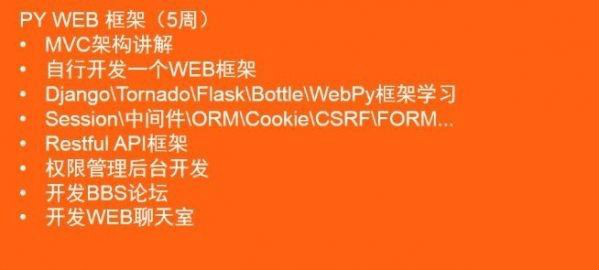 PY WEB 框架（5周）
• MVC架构讲解
• 自行开发一个WEB框架
• Django\Tornado\Flask\Bottle\WebPy框架学习
• Session\中间件\ORM\Cookie\CSRF\FORM...
• Restful API框架
• 权限管理后台开发
• 开发BBS论坛
• 开发WEB聊天室